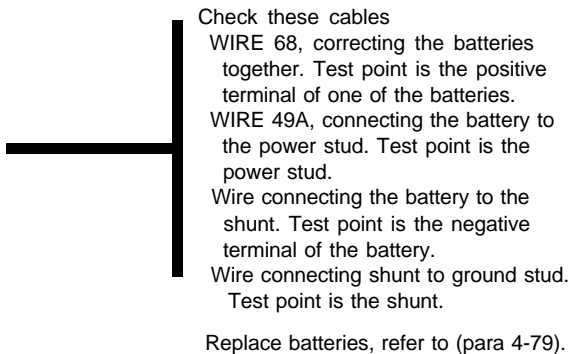 Check these cables
WIRE 68, correcting the batteries
together. Test point is the positive
terminal of one of the batteries.
WIRE 49A, connecting the battery to
the power stud. Test point is the
power stud.
Wire connecting the battery to the
shunt. Test point is the negative
terminal of the battery.
Wire connecting shunt to ground stud.
Test point is the shunt.
Replace batteries, refer to (para 4-79).